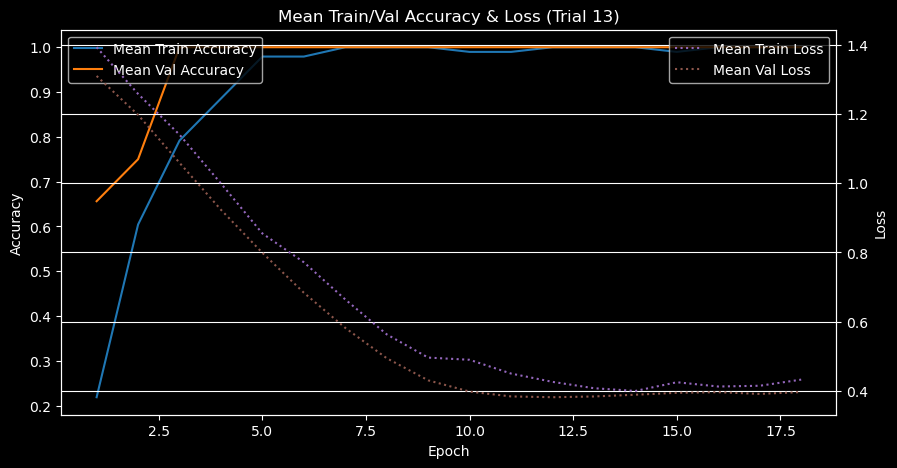 Mean Train/Val Accuracy & Loss (Trial 13)
Mean Train Accuracy
Mean Val Accuracy
Mean Train Loss
Mean Val Loss
1.0
0.9
0.8
0.7
0.6
0.5
0.4
0.3
0.2
Accuracy
1.4
1.2
1.0
0.8
0.6
0.4
Loss
2.5
5.0
7.5
10.0
12.5
15.0
17.5
Epoch